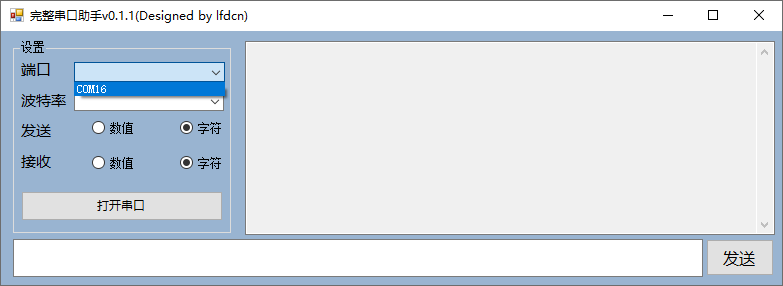 完整串口助手v0.1.1(Designed by lfdcn)
设置
端口
COM16
波特率
发送 数值 字符
接收 数值 字符
打开串口
发送